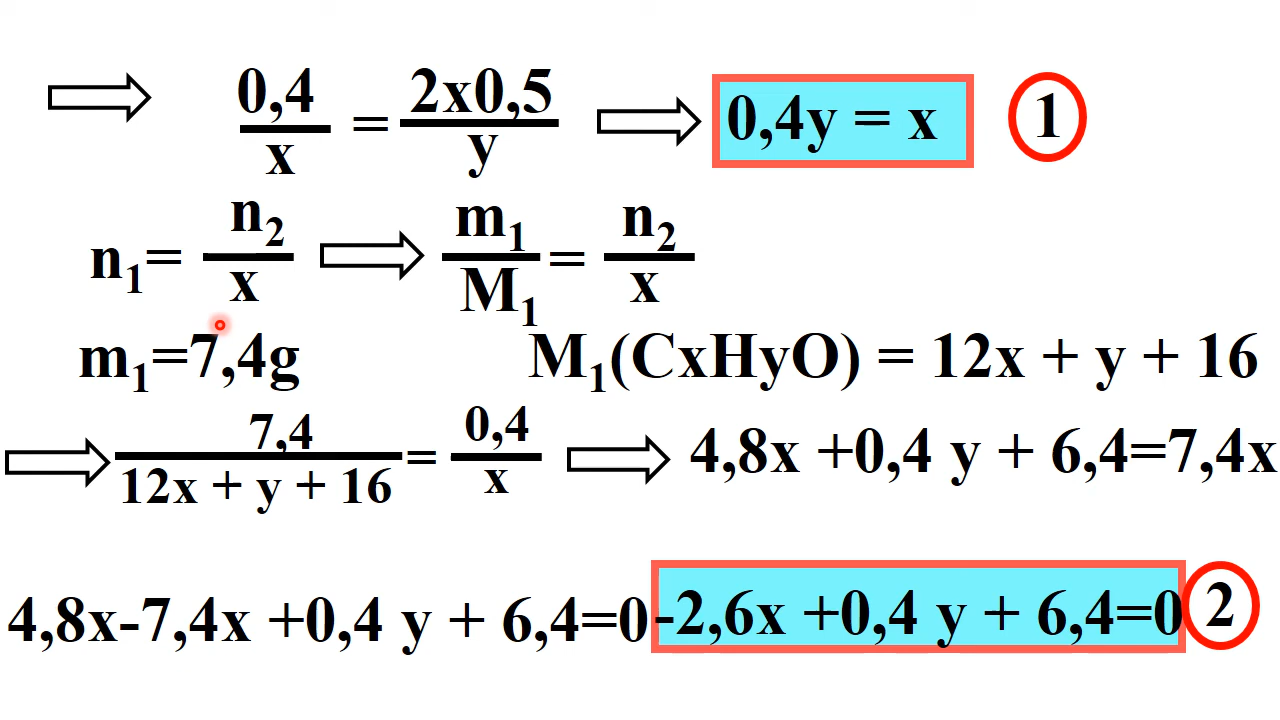 ⇒ 0,4/x = 2x0,5/y ⇒ 0,4y = x 1
n₁= n₂/x ⇒ m₁/M₁ = n₂/x
m₁=7,4g M₁(CxHyO) = 12x + y + 16
⇒ 7,4/12x + y + 16 = 0,4/x ⇒ 4,8x +0,4 y + 6,4=7,4x
4,8x-7,4x +0,4 y + 6,4=0 -2,6x +0,4 y + 6,4=0 2